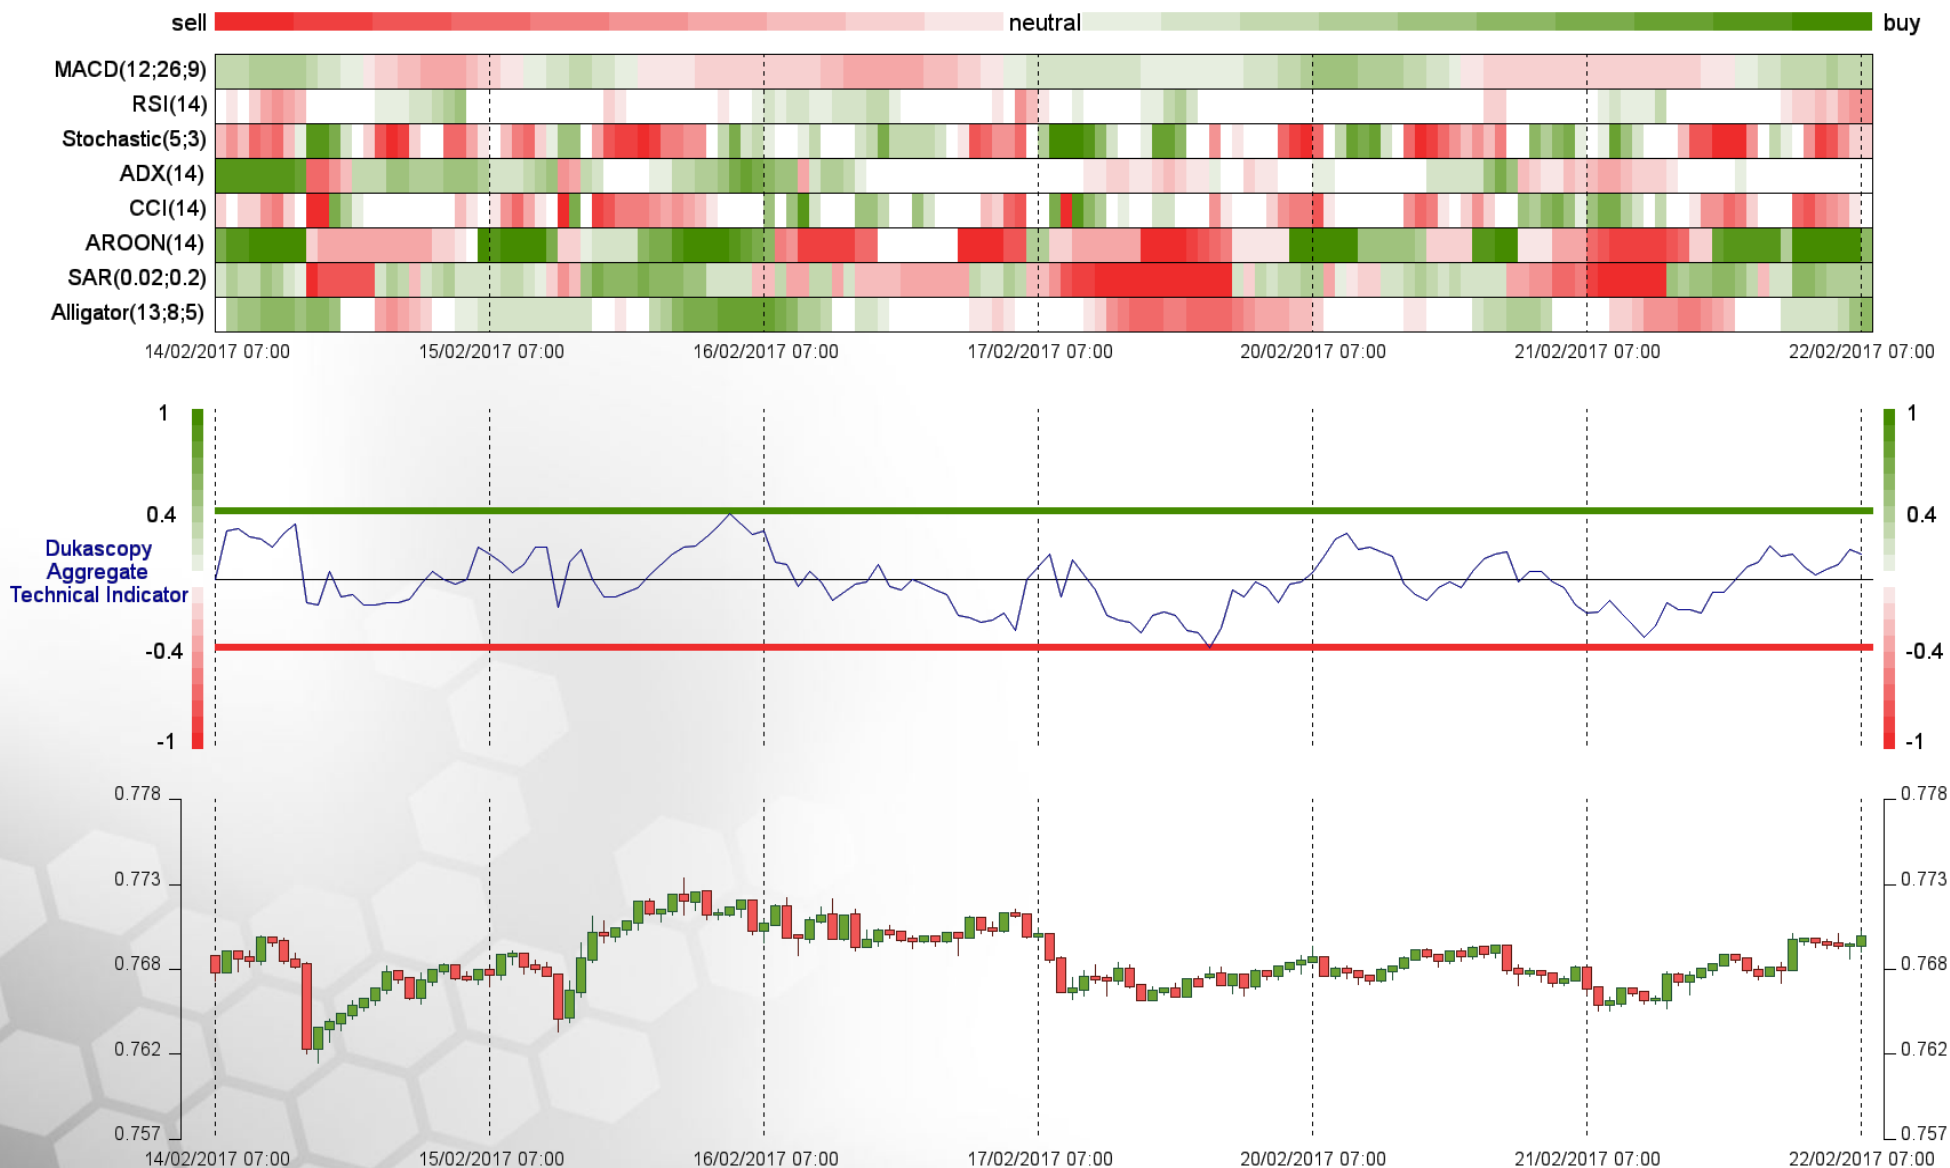 sell neutral buy
MACD(12;26;9)
RSI(14)
Stochastic(5;3)
ADX(14)
CCI(14)
AROON(14)
SAR(0.02;0.2)
Alligator(13;8;5)
14/02/2017 07:00 15/02/2017 07:00 16/02/2017 07:00 17/02/2017 07:00 20/02/2017 07:00 21/02/2017 07:00 22/02/2017 07:00
1 1
0.4 0.4
Dukascopy
Aggregate
Technical Indicator
-0.4 -0.4
-1 -1
0.778 0.778
0.773 0.773
0.768 0.768
0.762 0.762
0.757 0.757
14/02/2017 07:00 15/02/2017 07:00 16/02/2017 07:00 17/02/2017 07:00 20/02/2017 07:00 21/02/2017 07:00 22/02/2017 07:00